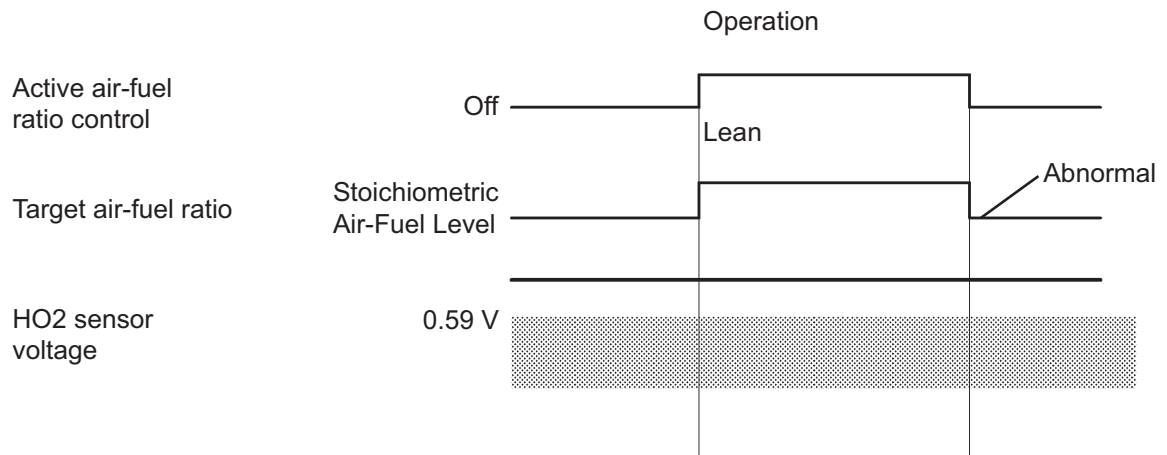 Operation
Active air-fuel
ratio control
Off
Lean
Abnormal
Target air-fuel ratio
Stoichiometric
Air-Fuel Level
HO2 sensor
voltage
0.59 V